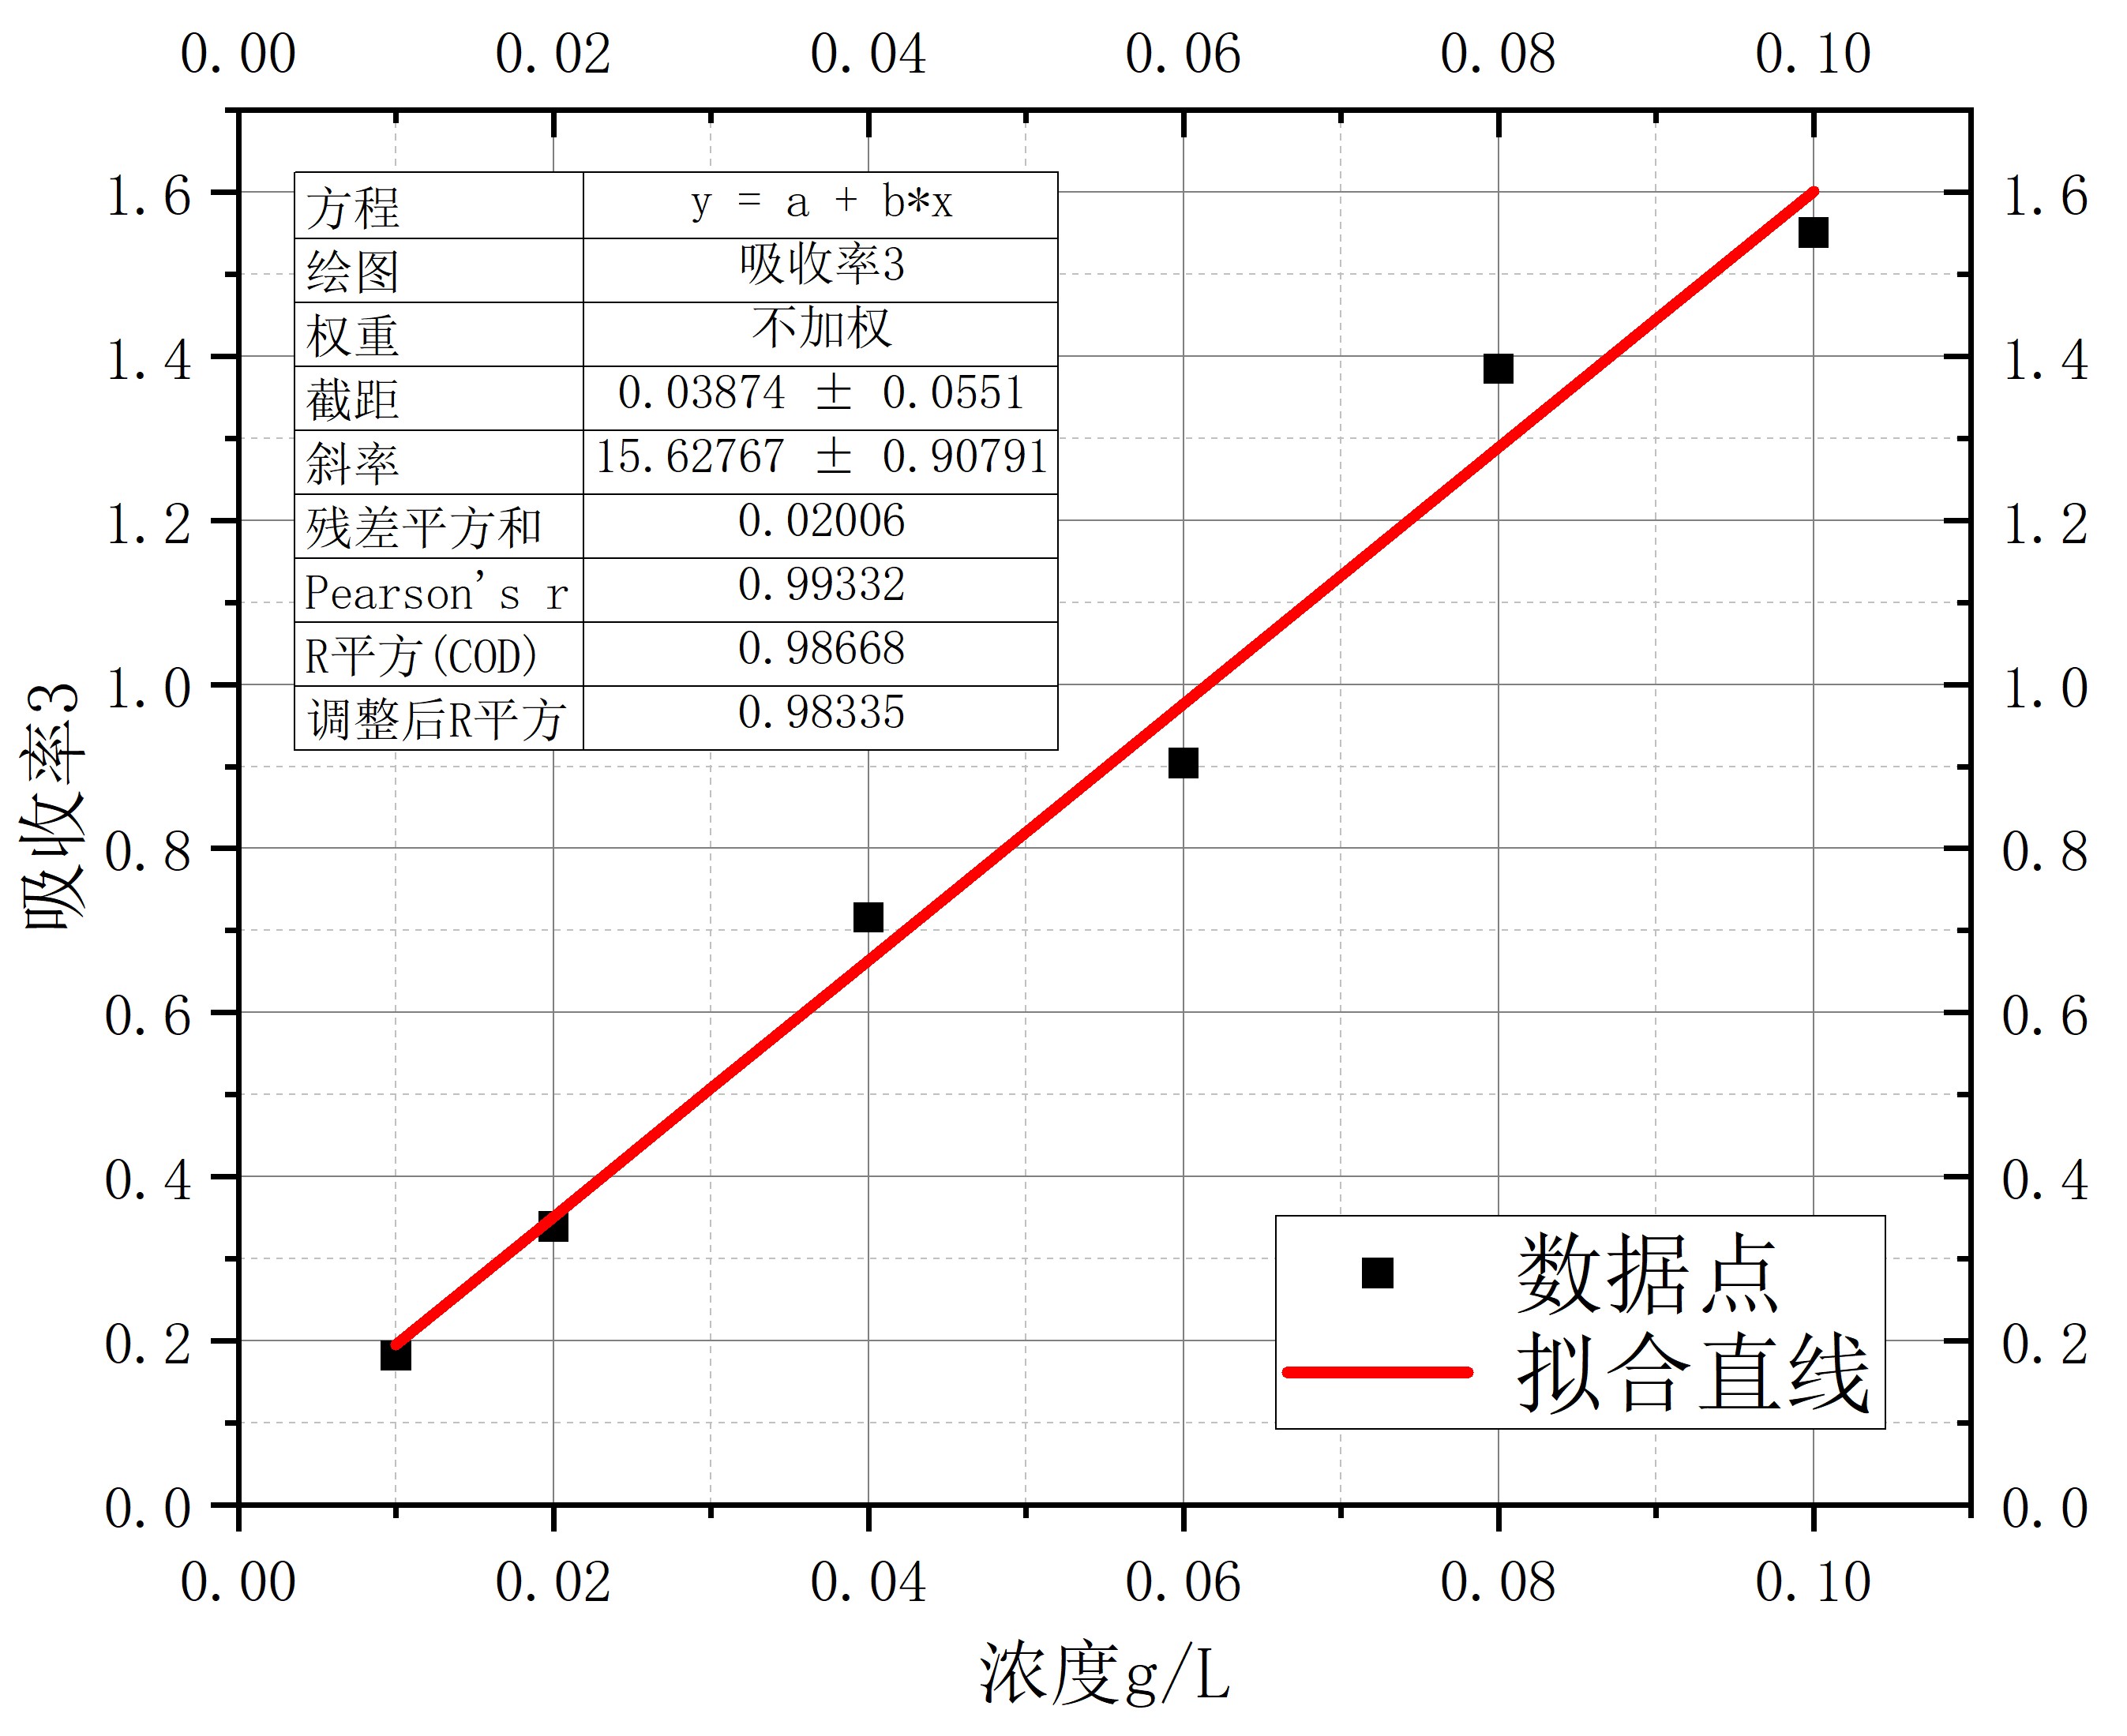 0.00 0.02 0.04 0.06 0.08 0.10
方程 y = a + b*x
绘图 吸收率3
权重 不加权
截距 0.03874 ± 0.0551
斜率 15.62767 ± 0.90791
残差平方和 0.02006
Pearson's r 0.99332
R平方(COD) 0.98668
调整后R平方 0.98335
1.6
1.4
1.2
1.0
0.8
0.6
0.4
0.2
0.0
吸收率3
1.6
1.4
1.2
1.0
0.8
0.6
0.4
0.2
0.0
数据点
拟合直线
0.00 0.02 0.04 0.06 0.08 0.10
浓度g/L